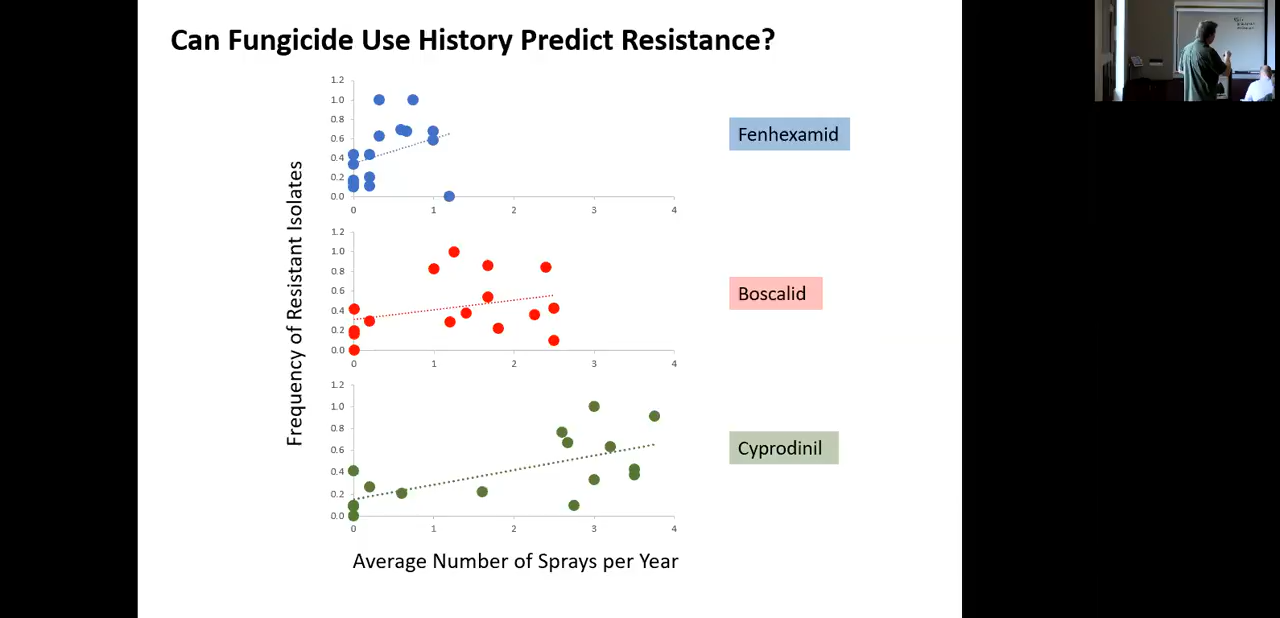 Can Fungicide Use History Predict Resistance?
Frequency of Resistant Isolates
1.2
1.0
0.8
0.6
0.4
0.2
0.0
0 1 2 3 4
Fenhexamid
1.2
1.0
0.8
0.6
0.4
0.2
0.0
0 1 2 3 4
Boscalid
1.2
1.0
0.8
0.6
0.4
0.2
0.0
0 1 2 3 4
Cyprodinil
Average Number of Sprays per Year